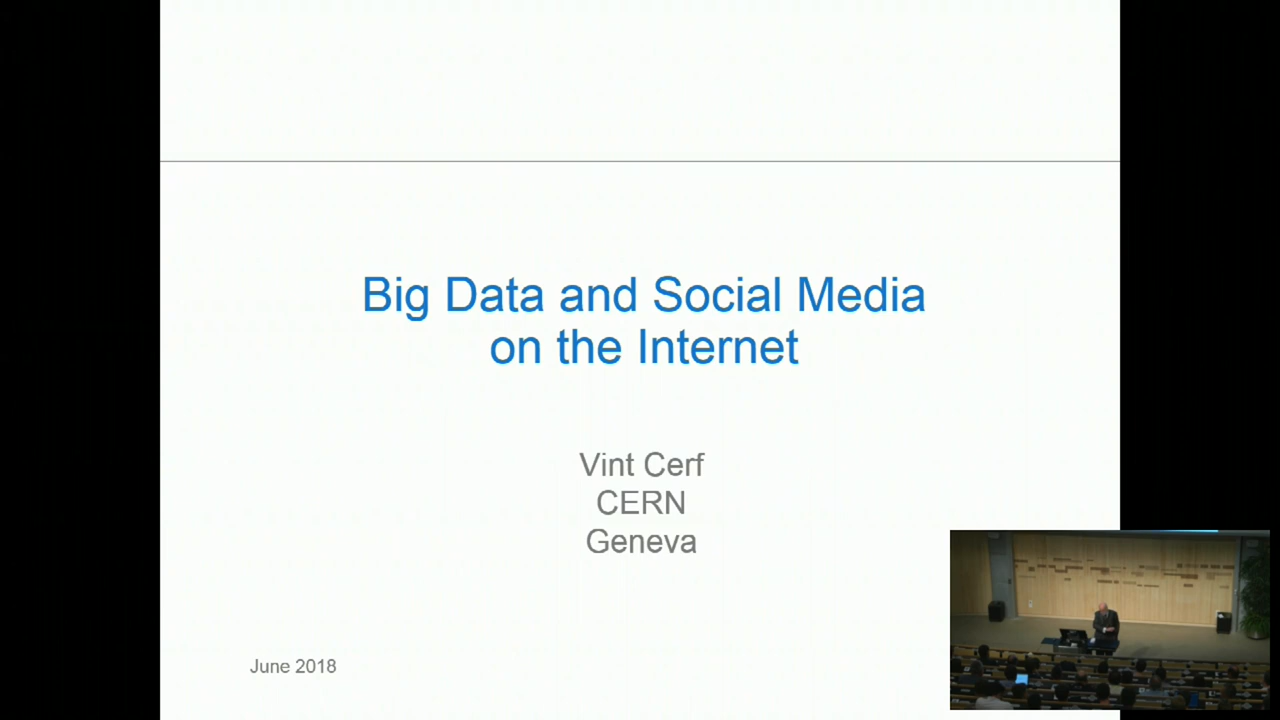 Big Data and Social Media
on the Internet
Vint Cerf
CERN
Geneva
June 2018